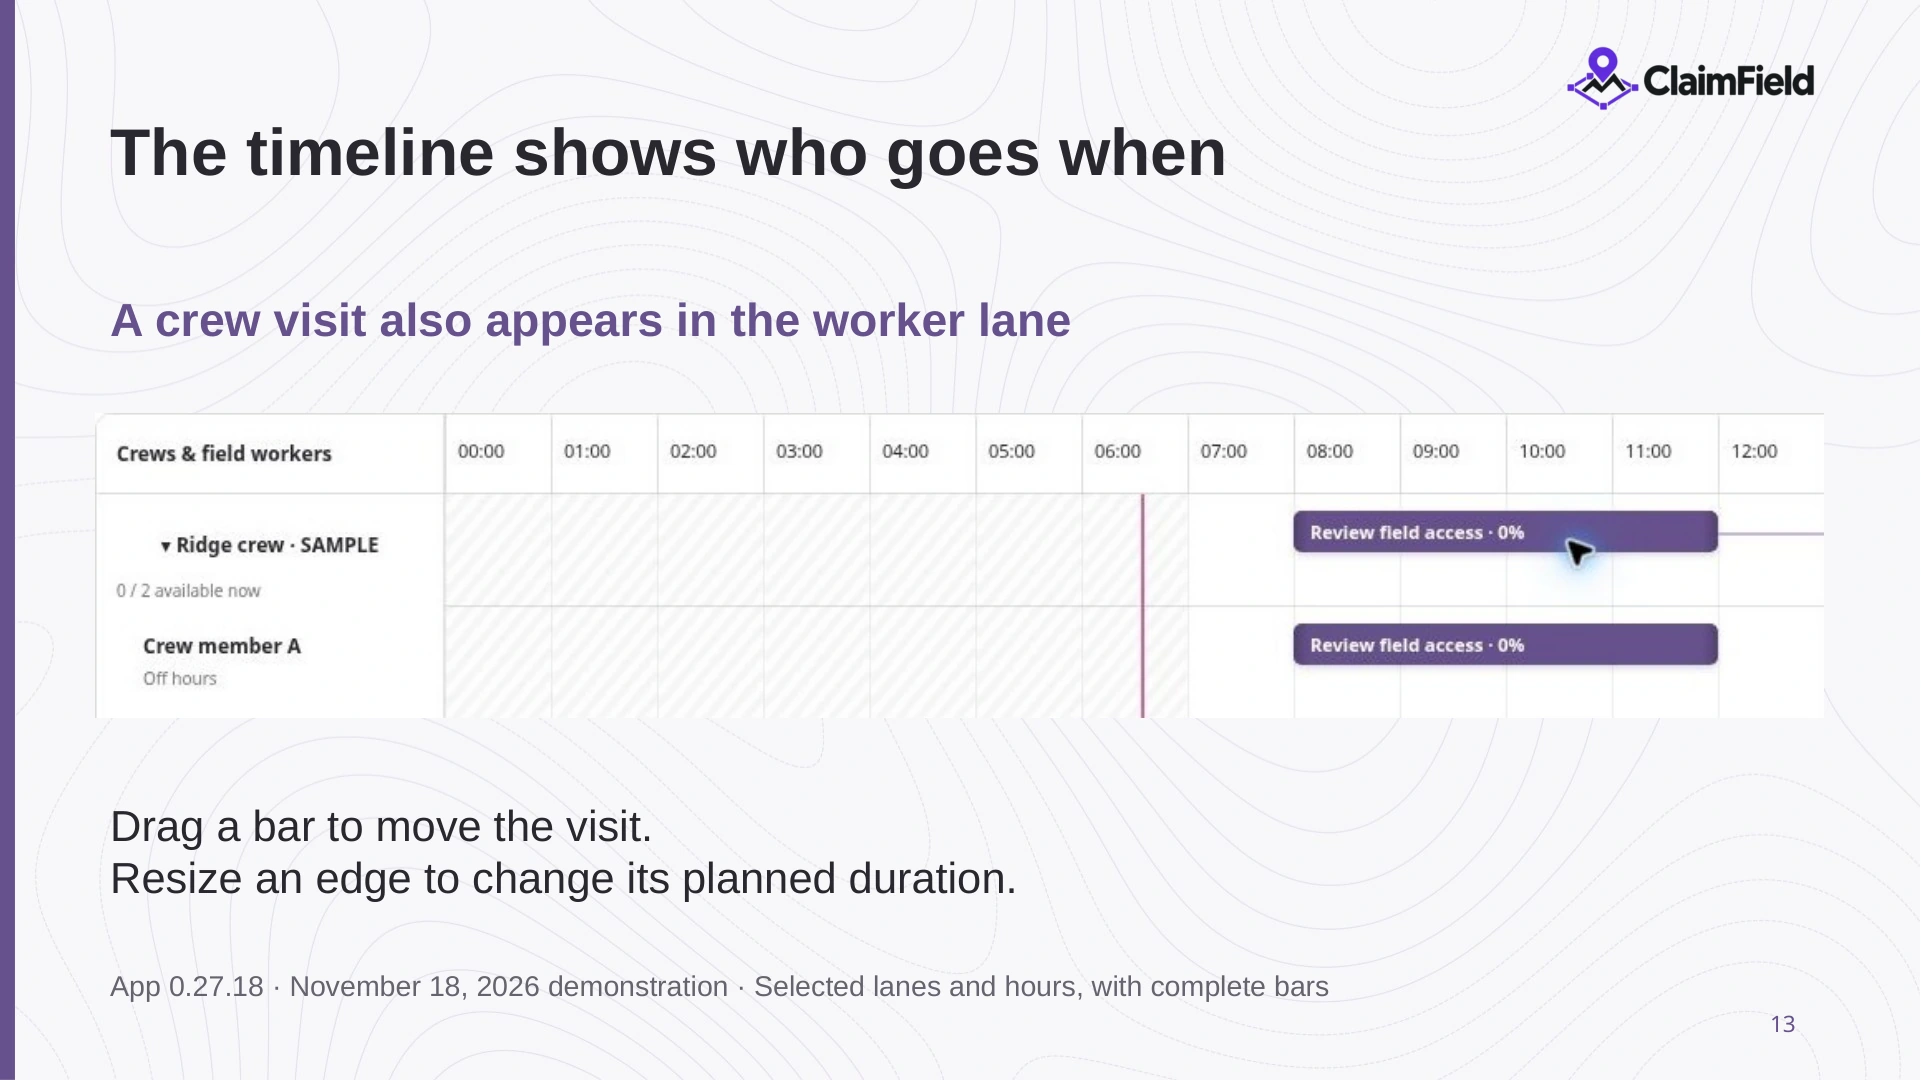 ClaimField
The timeline shows who goes when
A crew visit also appears in the worker lane
Crews & field workers 00:00 01:00 02:00 03:00 04:00 05:00 06:00 07:00 08:00 09:00 10:00 11:00 12:00
▾ Ridge crew · SAMPLE
Review field access · 0%
0 / 2 available now
Crew member A
Review field access · 0%
Off hours
Drag a bar to move the visit.
Resize an edge to change its planned duration.
App 0.27.18 · November 18, 2026 demonstration · Selected lanes and hours, with complete bars
13